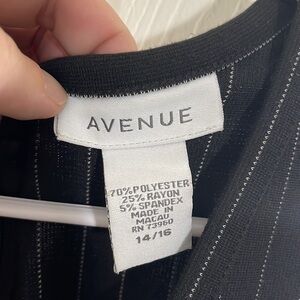 AVENUE
70%POLYESTER
25% RAYON
5% SPANDEX
MADE IN
MACAU
RN 73960
14/16